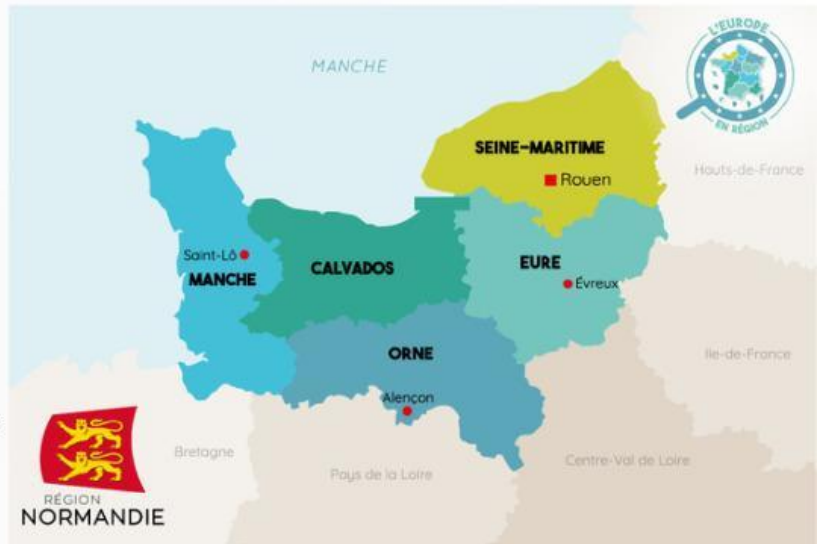 L'EUROPE
EN RÉGION
MANCHE
SEINE-MARITIME
Rouen
Hauts-de-France
Saint-Lô
MANCHE
CALVADOS
EURE
Évreux
ORNE
Ile-de-France
Alençon
Bretagne
Pays de la Loire
Centre-Val de Loire
RÉGION
NORMANDIE